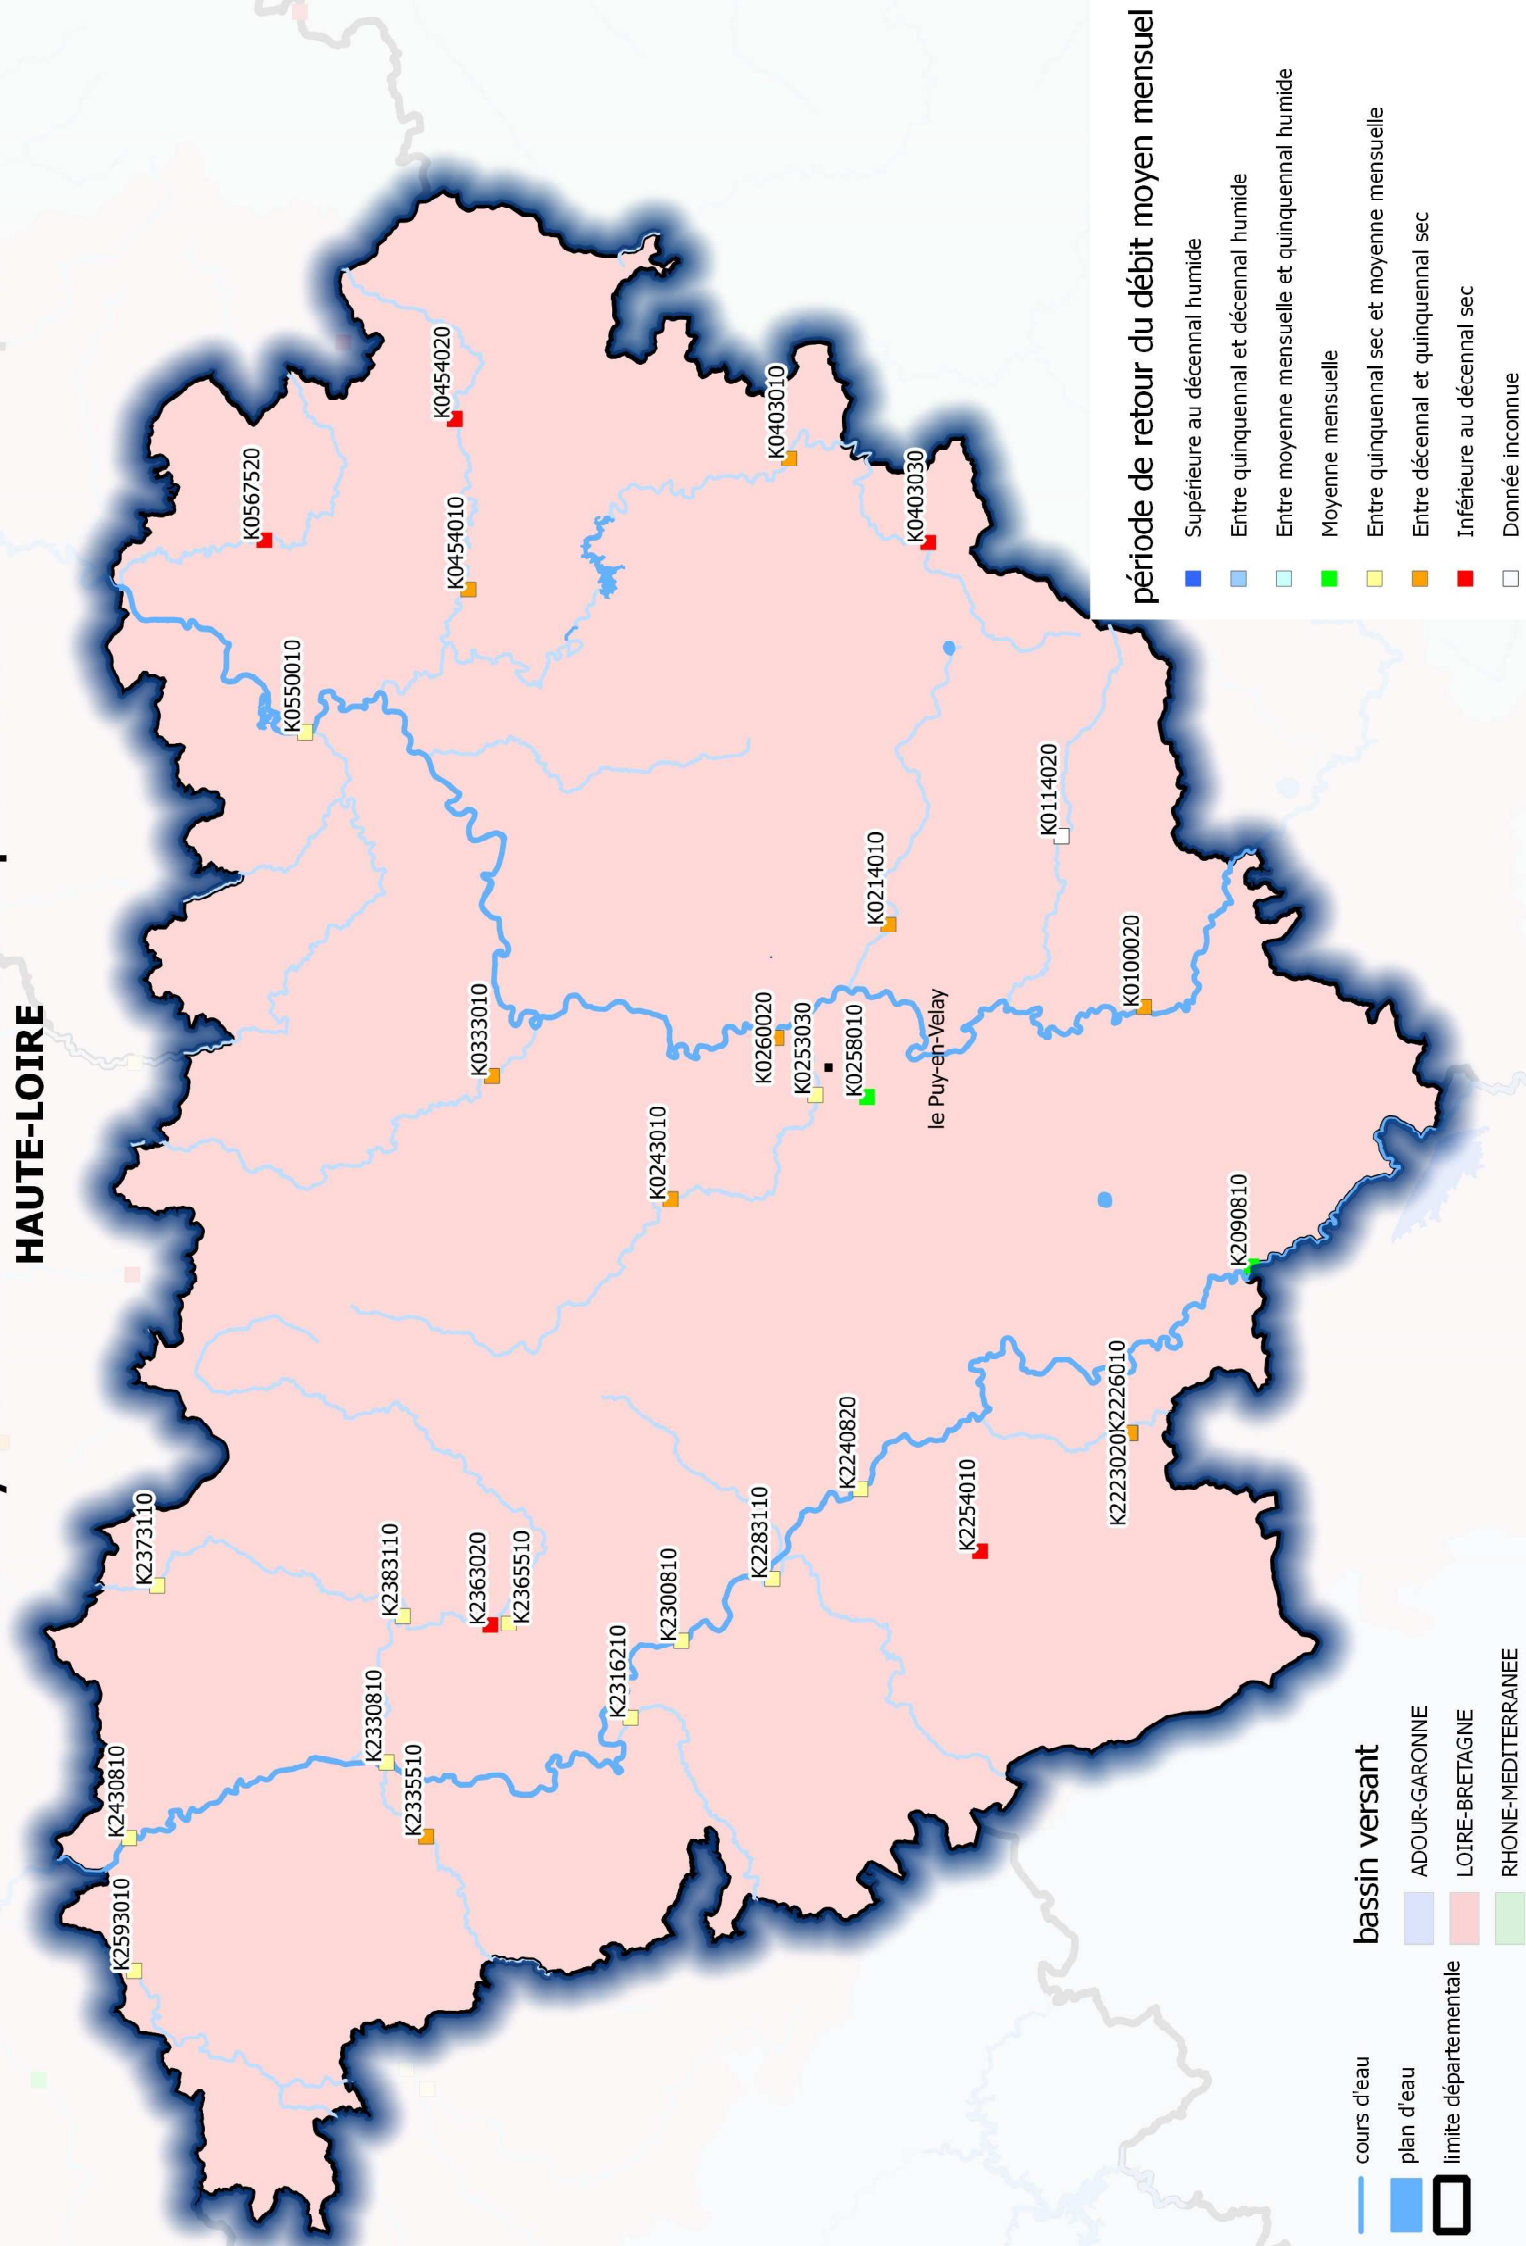 HAUTE-LOIRE
K2593010
K2430810
K2373110
K0567520
K0550010
K2330810
K2383110
K2335510
K0454020
K0454010
K2363020
K2365510
K0333010
K2316210
K2300810
K0243010
K2283110
K0260020
K0403010
K0253030
K2240820
K0258010
K0214010
K0403030
le Puy-en-Velay
K2254010
K0114020
K2223020
K2226010
K0100020
K2090810
période de retour du débit moyen mensuel
Supérieure au décennal humide
Entre quinquennal et décennal humide
Entre moyenne mensuelle et quinquennal humide
Moyenne mensuelle
Entre quinquennal sec et moyenne mensuelle
Entre décennal et quinquennal sec
Inférieure au décennal sec
Donnée inconnue
cours d'eau
plan d'eau
limite départementale
bassin versant
ADOUR-GARONNE
LOIRE-BRETAGNE
RHONE-MEDITERRANEE